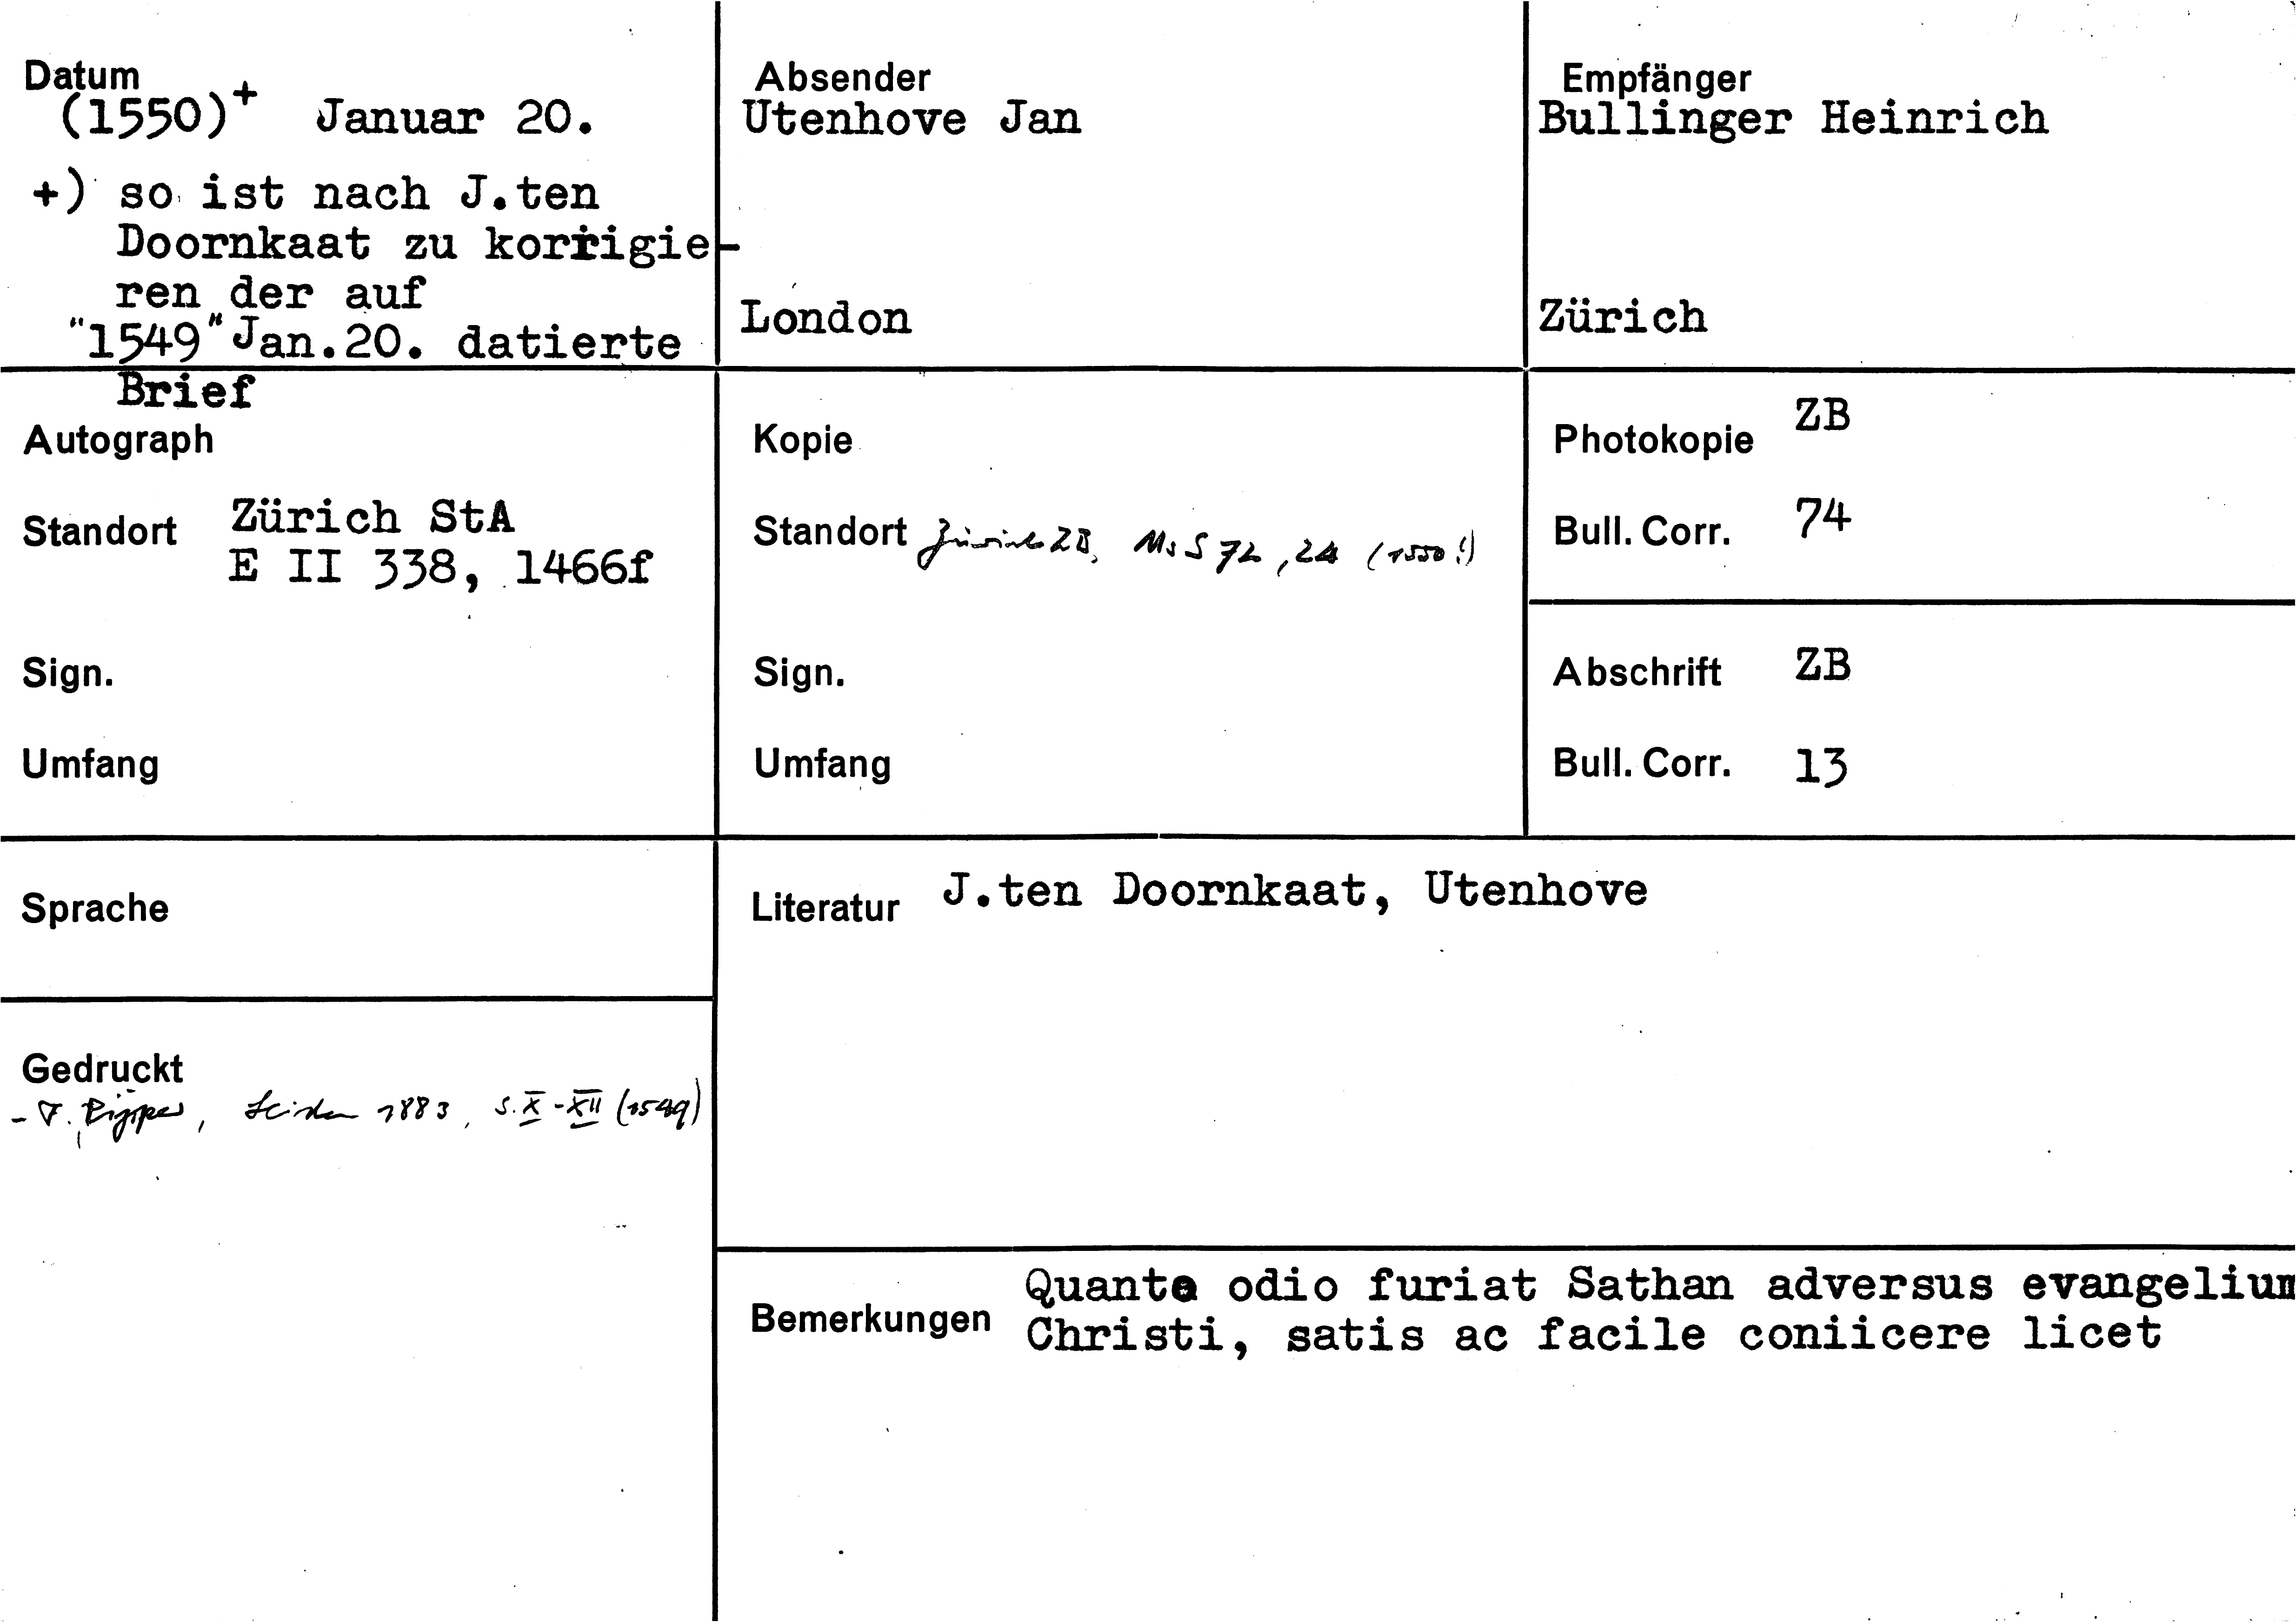 Datum
(1550)+ Januar 20.
+) so ist nach J.ten
Doornkaat zu korrigie-
ren der auf
"1549" Jan.20. datierte
Brief
Absender
Utenhove Jan
London
Empfänger
Bullinger Heinrich
Zürich
Autograph
Standort Zürich StA
E II 338, 1466f
Sign.
Umfang
Kopie
Standort Zürich ZB, Ms S 72, 24 (1550!)
Sign.
Umfang
Photokopie ZB
Bull. Corr. 74
Abschrift ZB
Bull. Corr. 13
Sprache
Gedruckt
- F. Pijper, Leiden 1883, S. X-XII (1549)
Literatur J.ten Doornkaat, Utenhove
Bemerkungen Quanto odio furiat Sathan adversus evangelium
Christi, satis ac facile coniicere licet